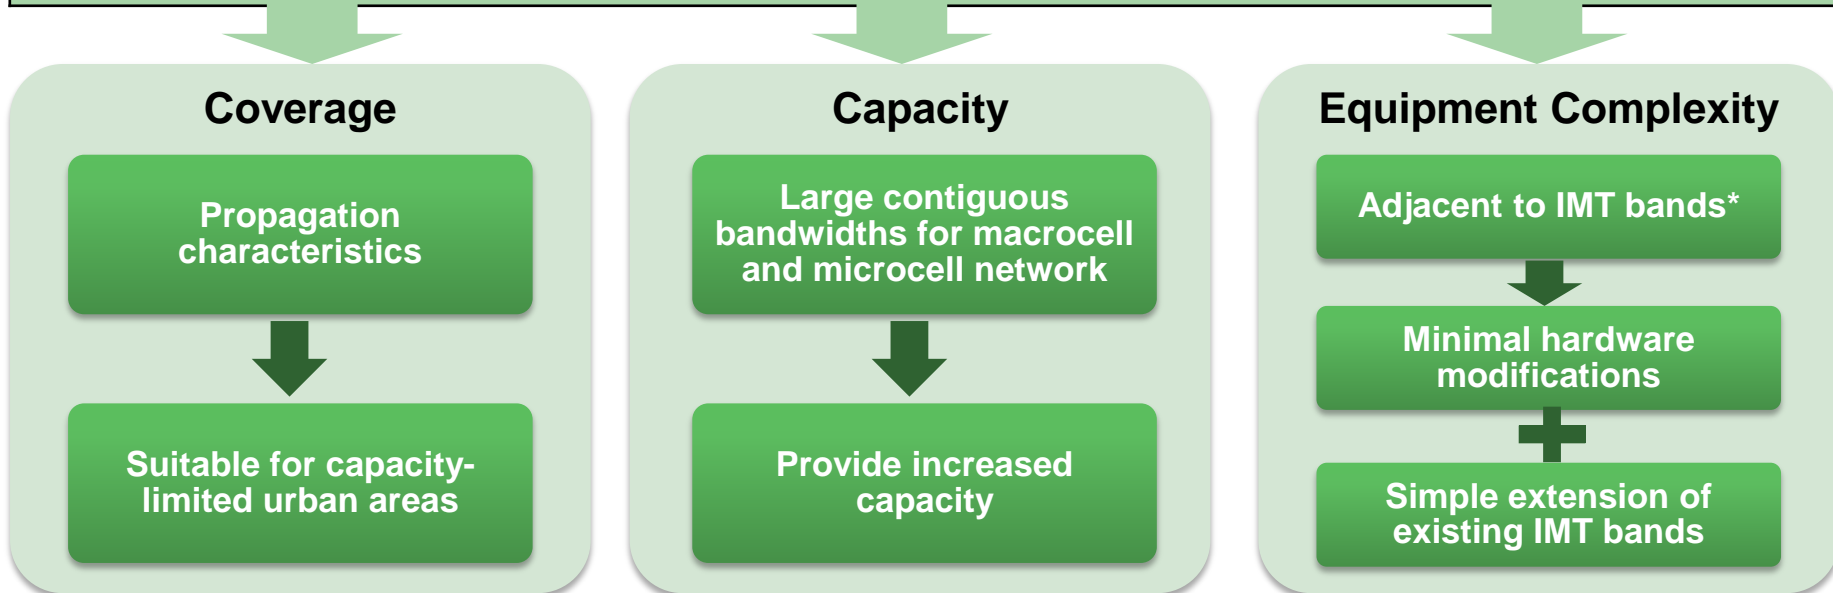 Coverage
Propagation
characteristics
Suitable for capacity-
limited urban areas
Capacity
Large contiguous
bandwidths for macrocell
and microcell network
Provide increased
capacity
Equipment Complexity
Adjacent to IMT bands*
Minimal hardware
modifications
Simple extension of
existing IMT bands